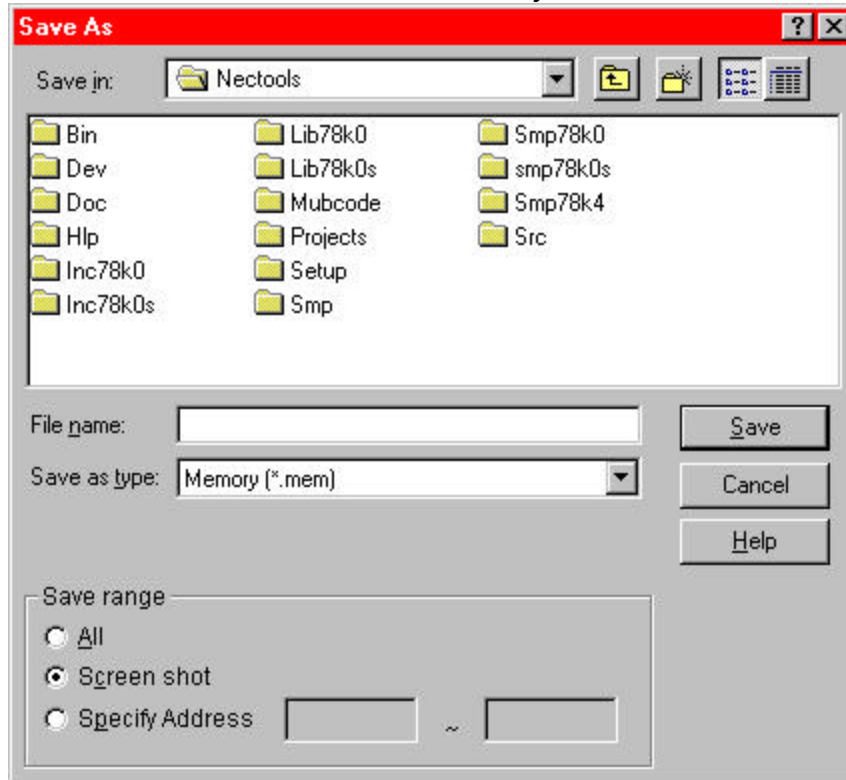 Save As
Save in: Nectools
Bin Lib78k0 Smp78k0
Dev Lib78k0s smp78k0s
Doc Mubcode Smp78k4
Hlp Projects Src
Inc78k0 Setup
Inc78k0s Smp
File name: Save
Save as type: Memory (*.mem) Cancel
Help
Save range
All
Screen shot
Specify Address ~